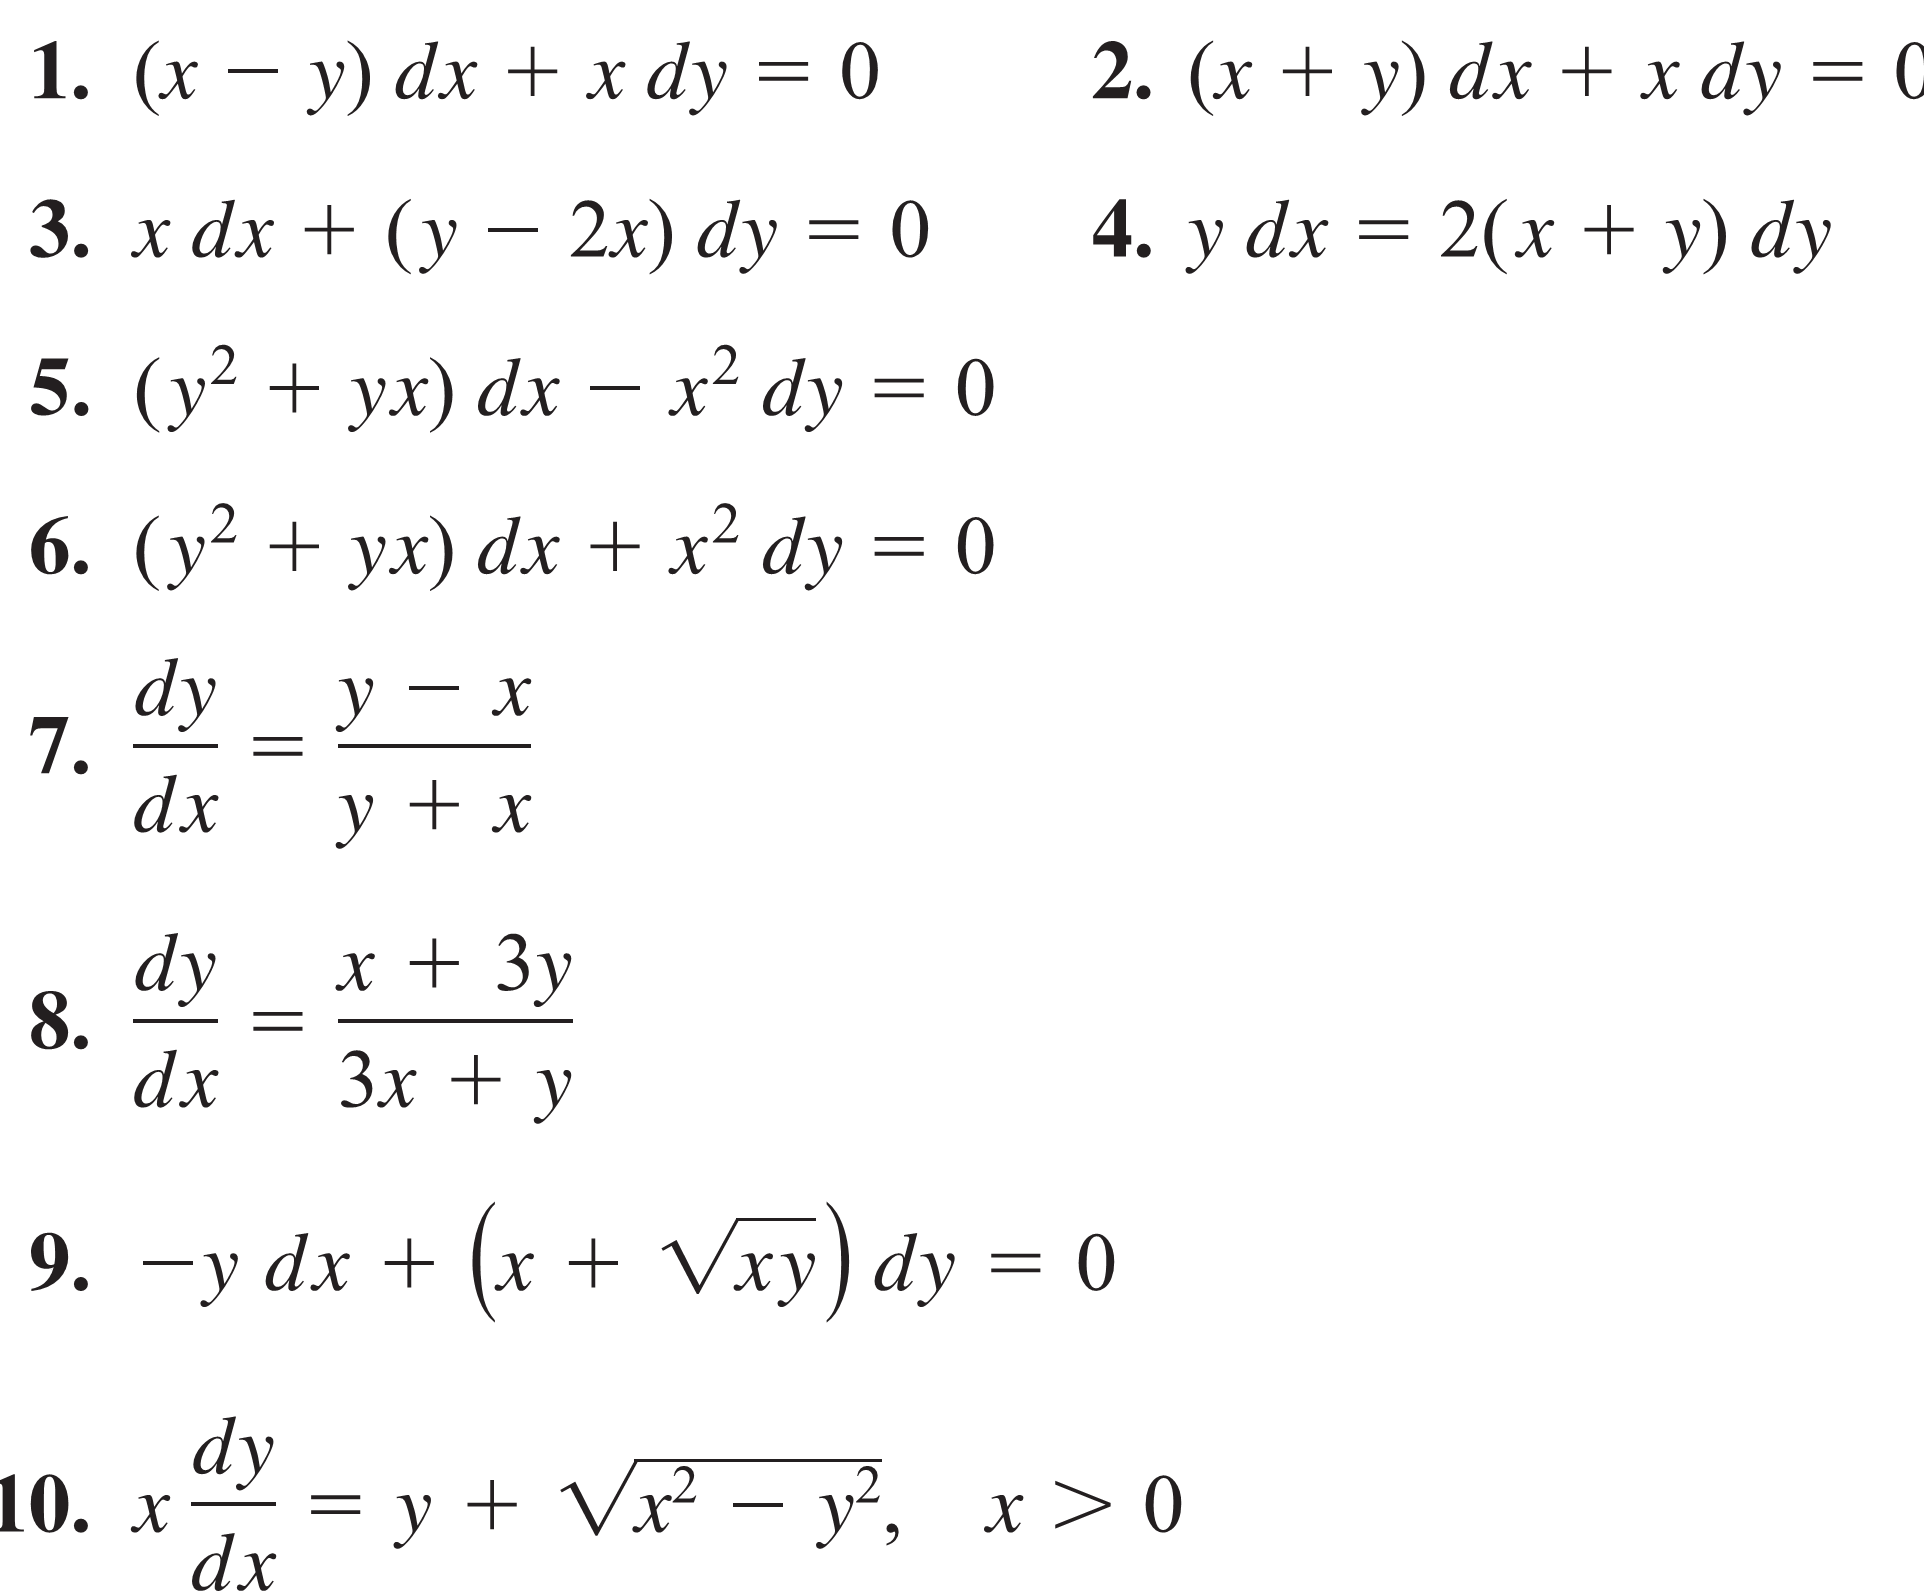 1. (x − y) dx + x dy = 0    2. (x + y) dx + x dy = 0
3. x dx + (y − 2x) dy = 0    4. y dx = 2(x + y) dy
5. (y² + yx) dx − x² dy = 0
6. (y² + yx) dx + x² dy = 0
7. dy/dx = (y − x)/(y + x)
8. dy/dx = (x + 3y)/(3x + y)
9. −y dx + (x + √(xy)) dy = 0
10. x dy/dx = y + √(x² − y²),  x > 0